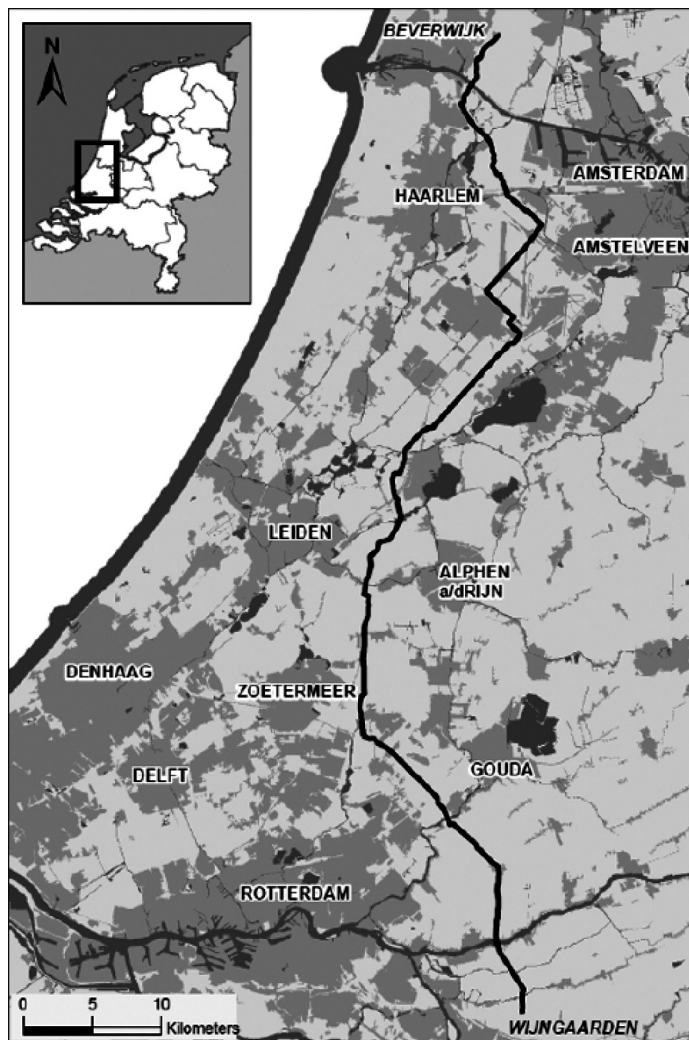 N
BEVERWIJK
AMSTERDAM
HAARLEM
AMSTELVEEN
LEIDEN
ALPHEN
a/dRIJN
DENHAAG
ZOETERMEER
GOUDA
DELFT
ROTTERDAM
0 5 10
Kilometers
WIJNGAARDEN